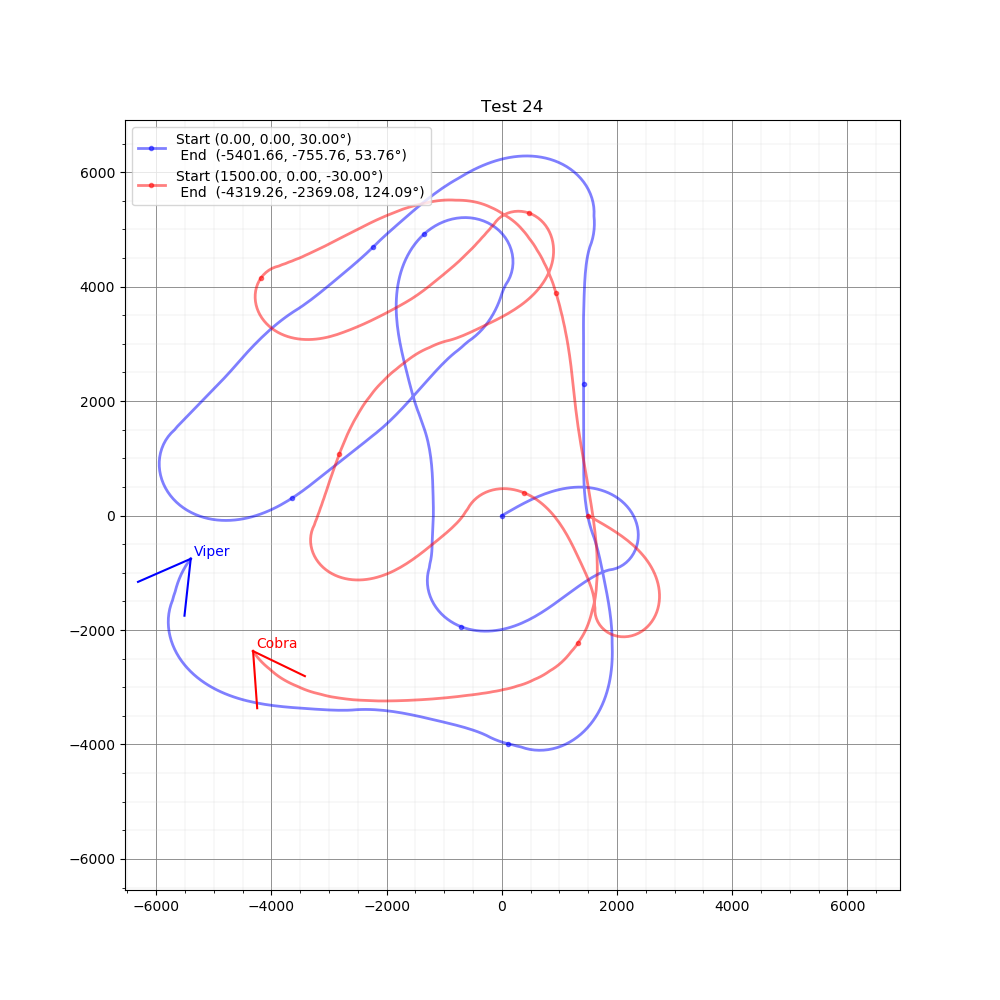 Test 24
Start (0.00, 0.00, 30.00°)
End (-5401.66, -755.76, 53.76°)
Start (1500.00, 0.00, -30.00°)
End (-4319.26, -2369.08, 124.09°)
6000
4000
2000
0
−2000
−4000
−6000
Viper
Cobra
−6000 −4000 −2000 0 2000 4000 6000